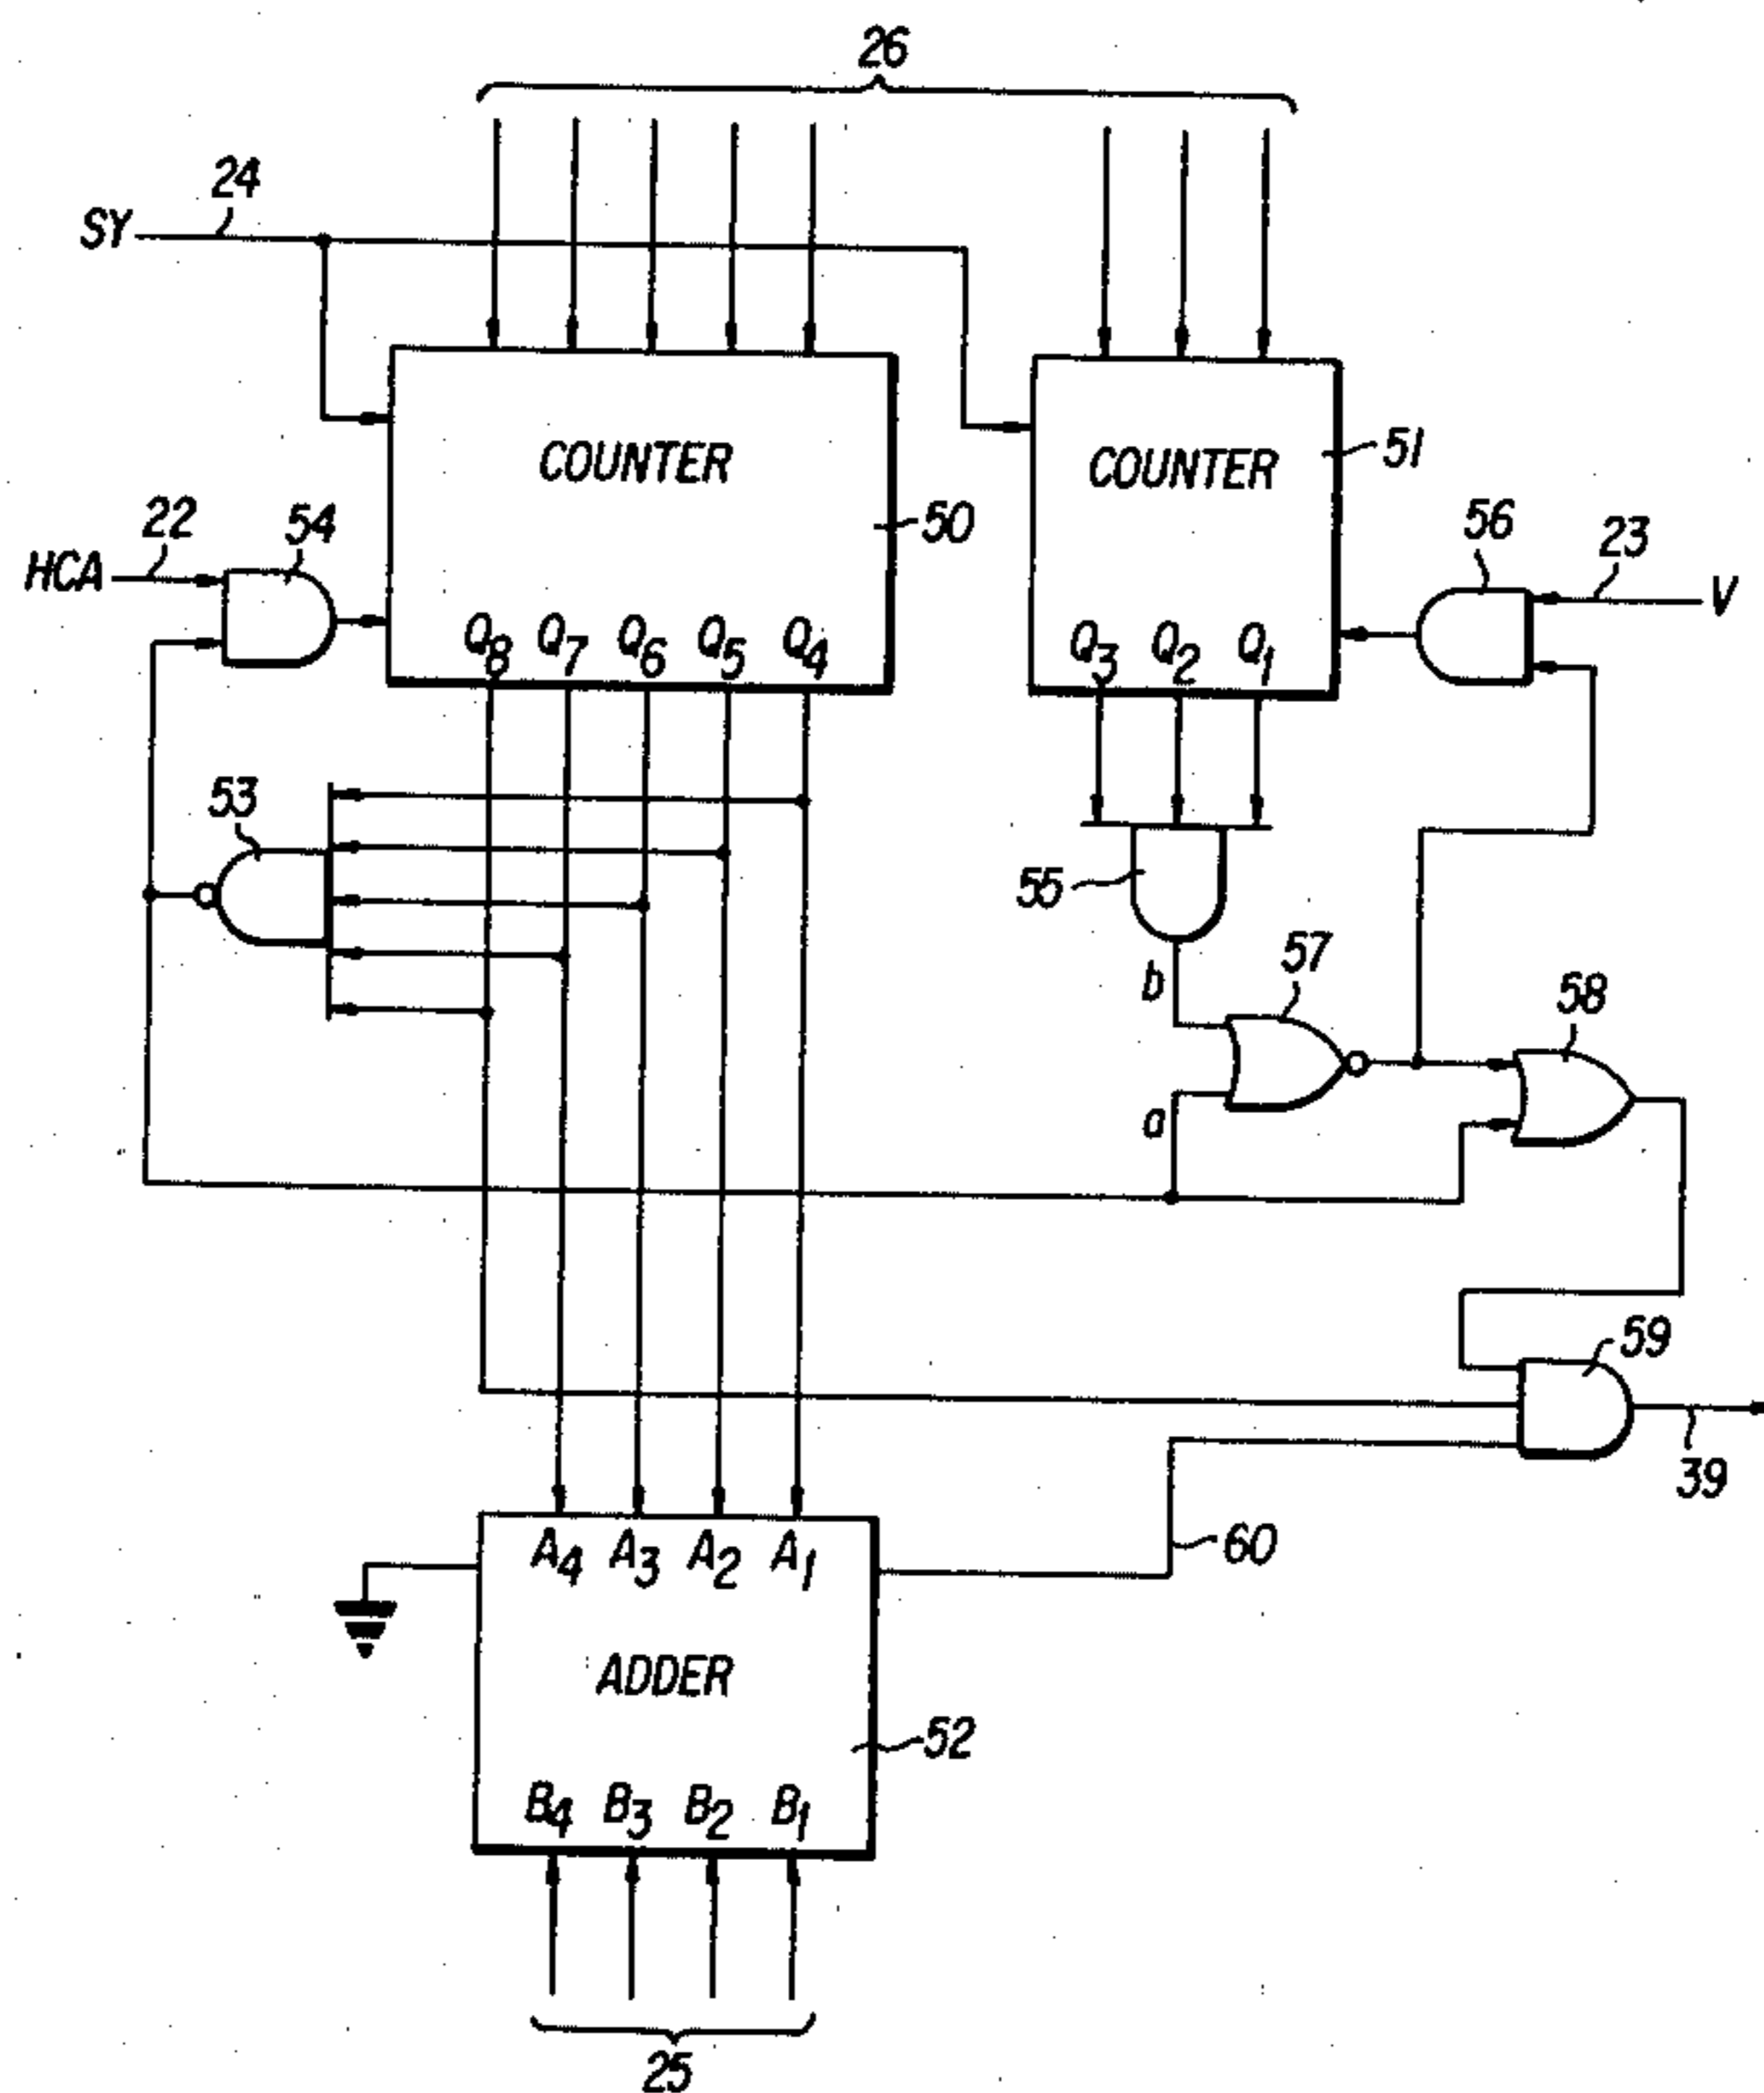 26
24
SY
COUNTER
COUNTER
51
50
22
54
HCA
56
23
V
Q8 Q7 Q6 Q5 Q4
Q3 Q2 Q1
53
55
b
57
58
a
59
39
60
A4 A3 A2 A1
ADDER
52
B4 B3 B2 B1
25